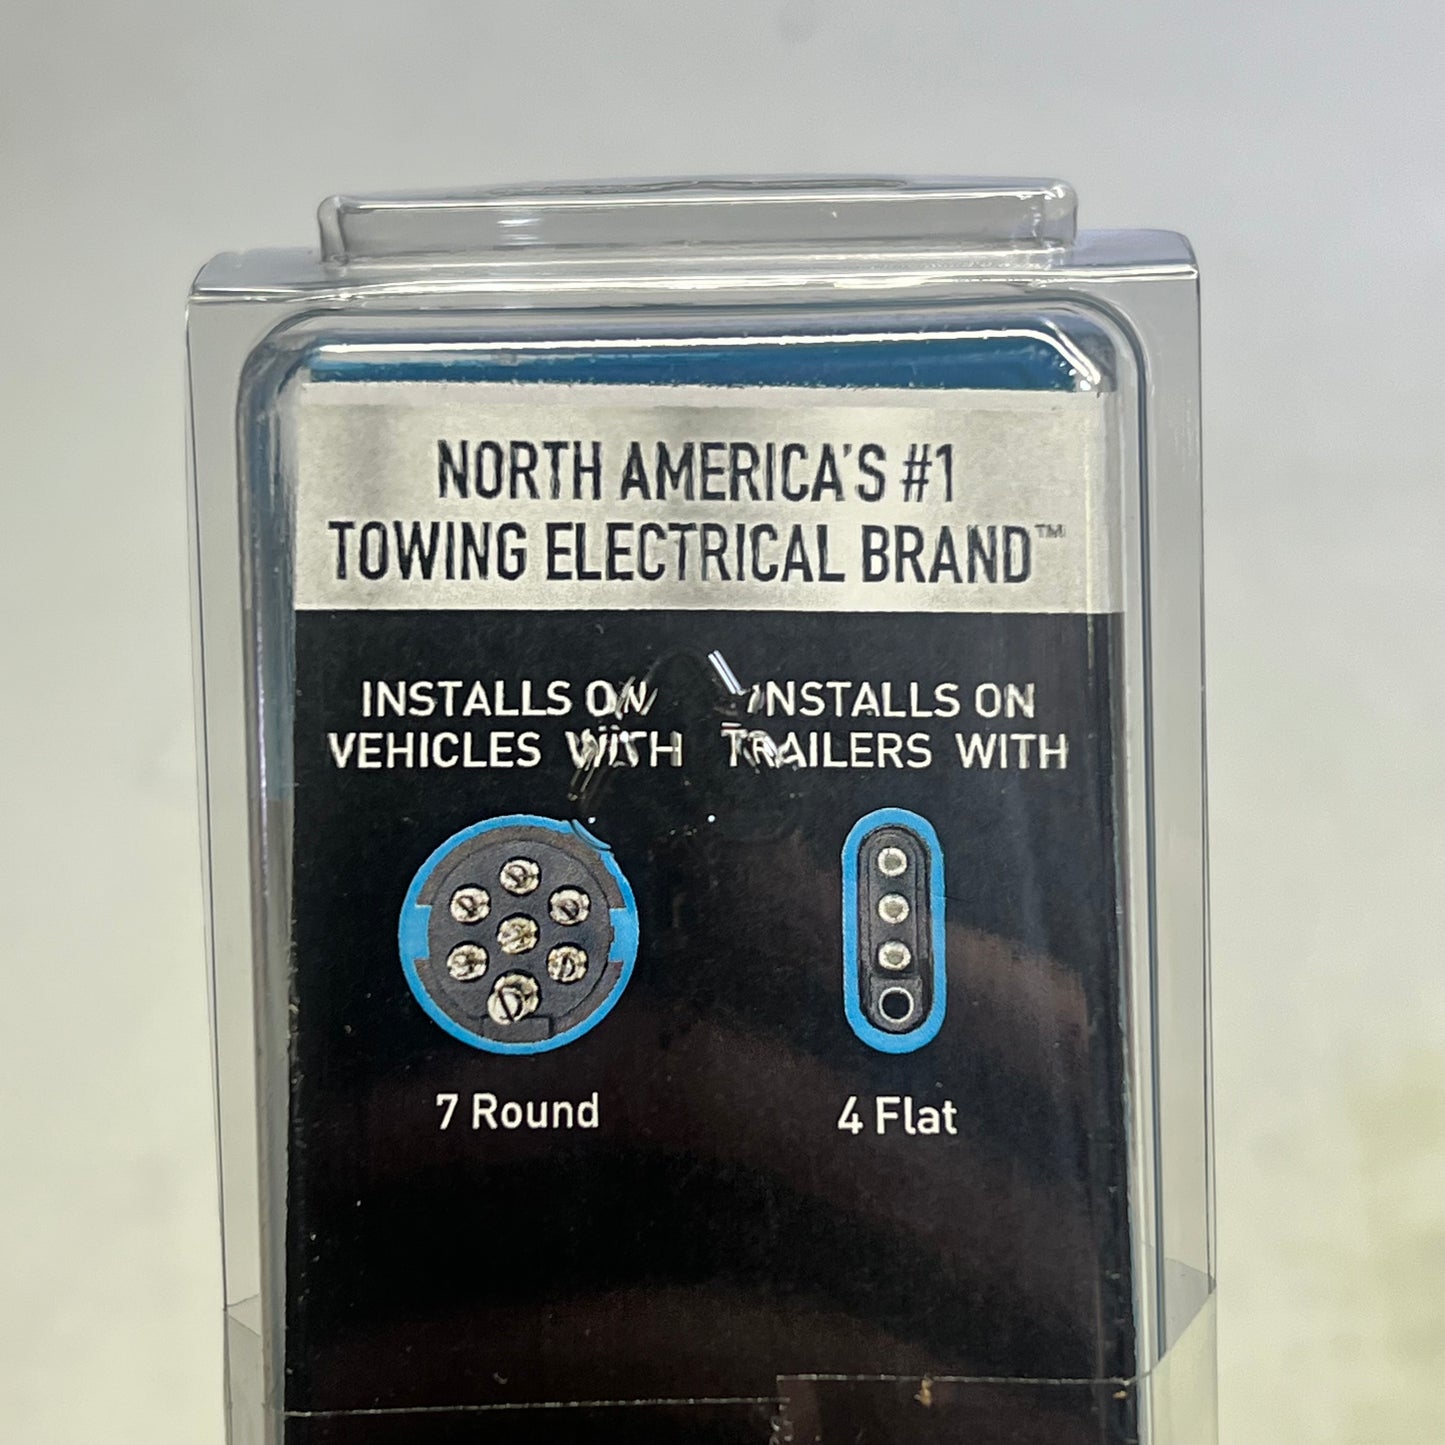 NORTH AMERICA'S #1
TOWING ELECTRICAL BRAND™
INSTALLS ON
VEHICLES WITH
7 Round
INSTALLS ON
TRAILERS WITH
4 Flat